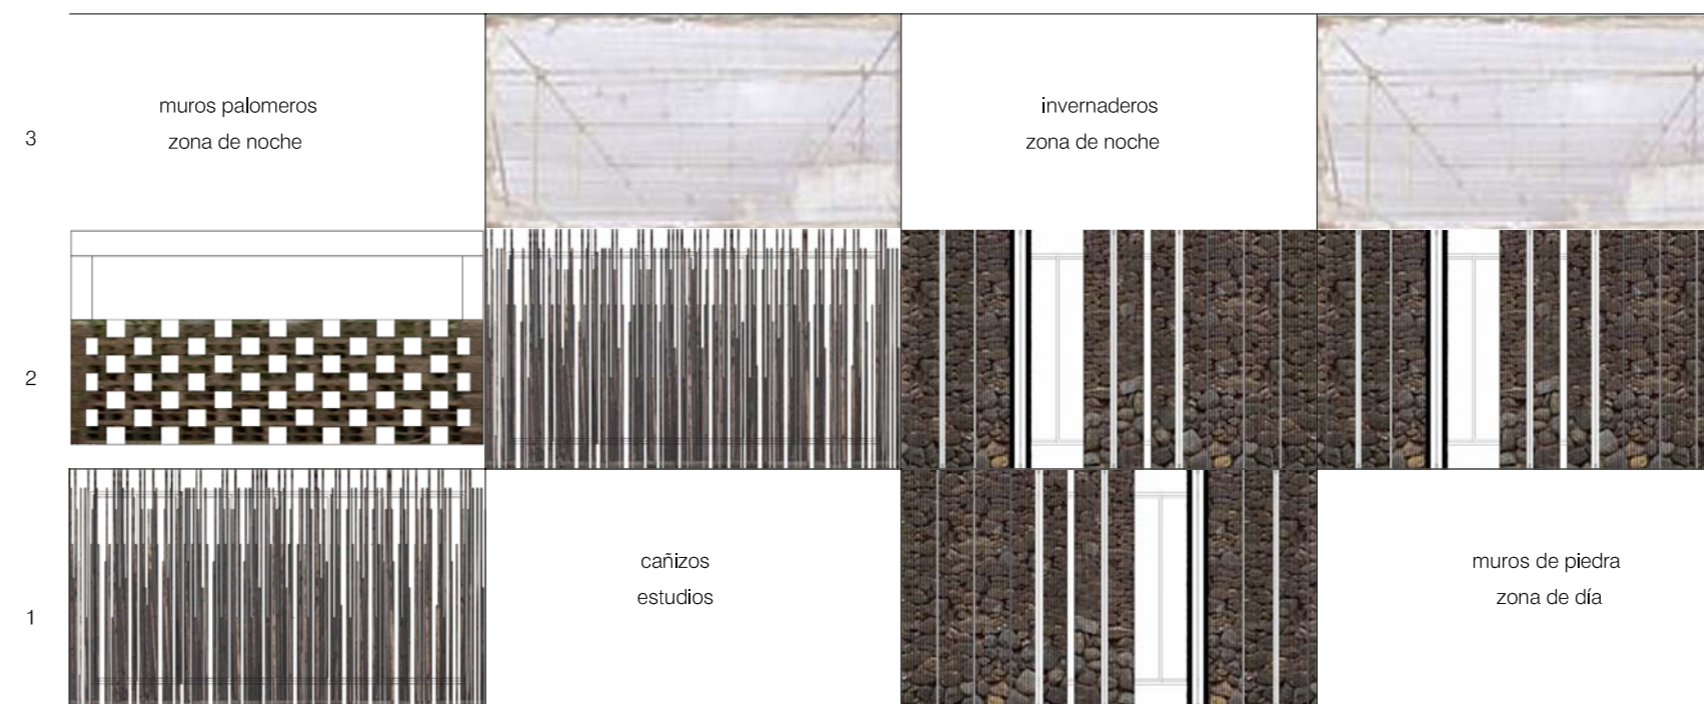 muros palomeros
zona de noche
invernaderos
zona de noche
3
2
cañizos
estudios
muros de piedra
zona de día
1